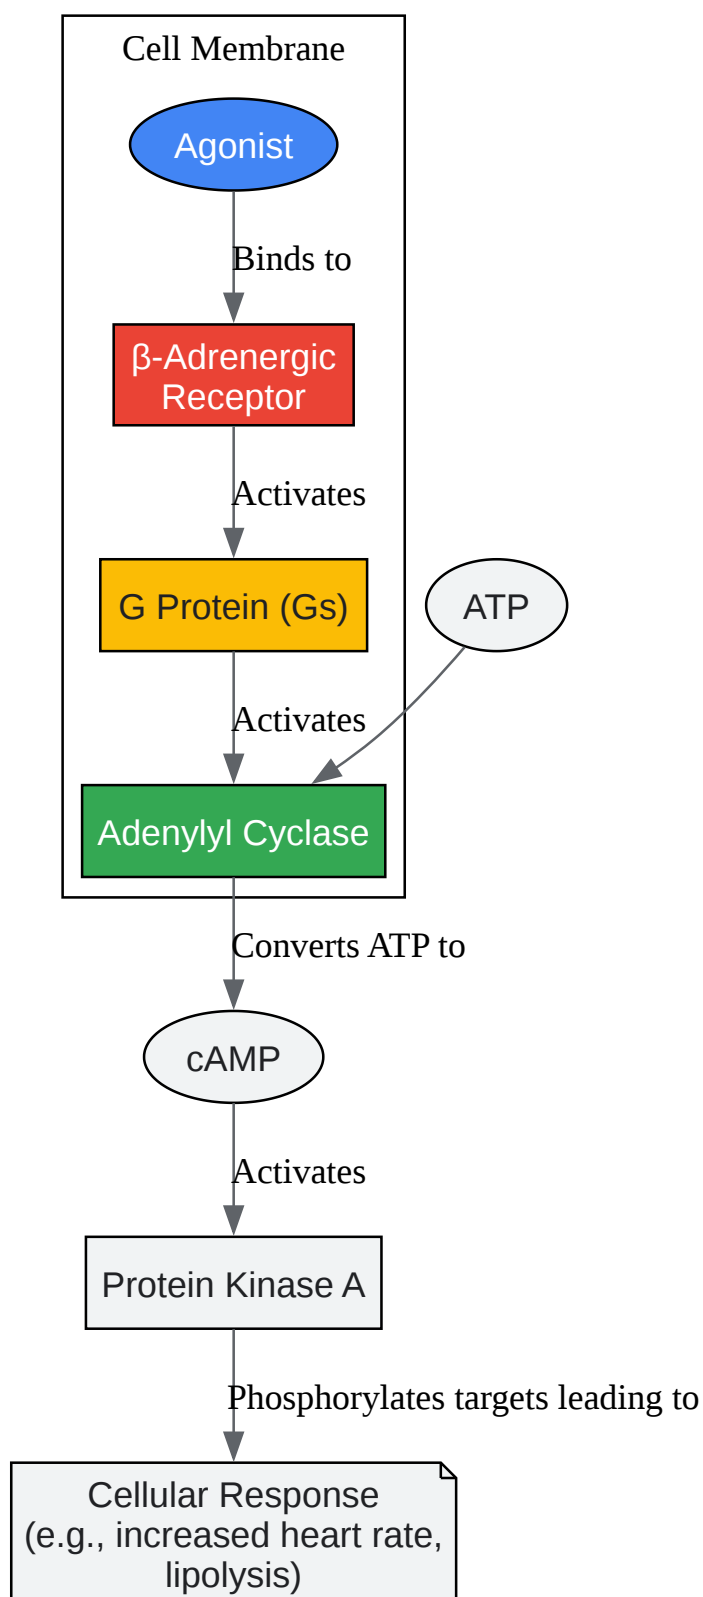 Cell Membrane
Agonist
Binds to
β-Adrenergic
Receptor
Activates
G Protein (Gs)
ATP
Activates
Adenylyl Cyclase
Converts ATP to
cAMP
Activates
Protein Kinase A
Phosphorylates targets leading to
Cellular Response
(e.g., increased heart rate,
lipolysis)